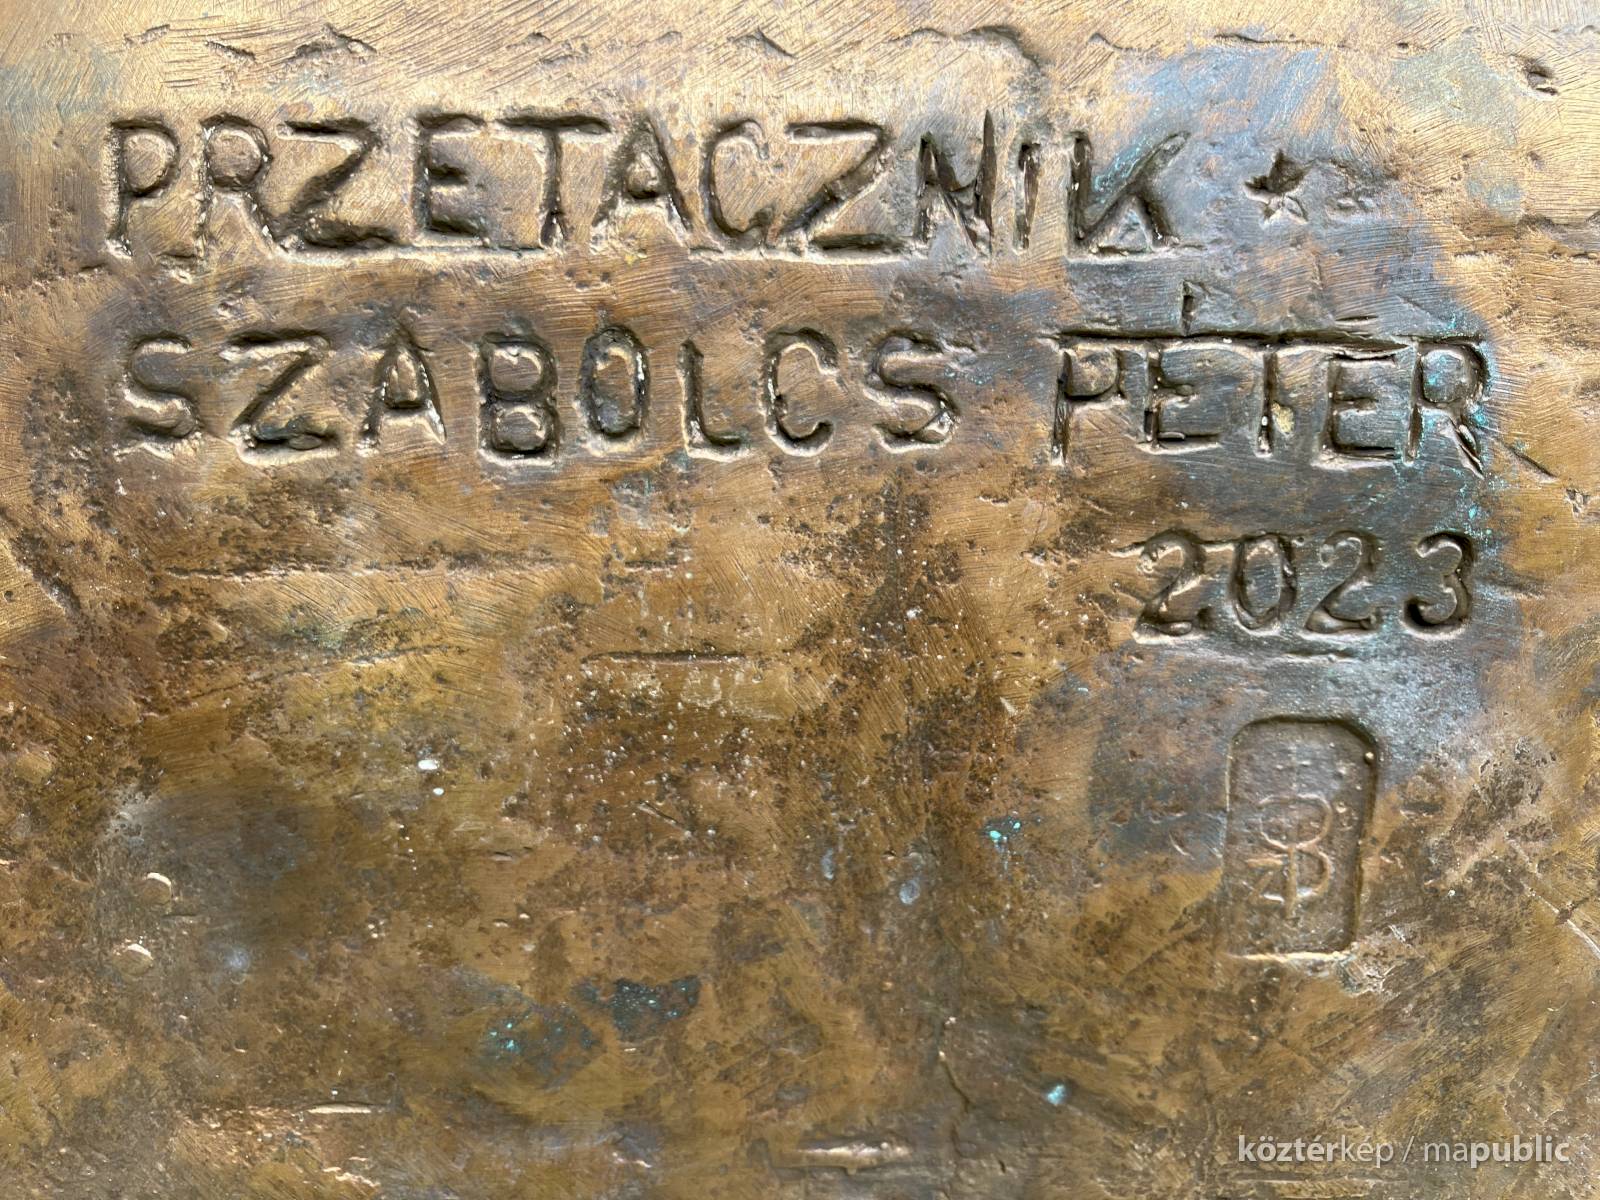 PRZETACZNIK ★
SZABOLCS PÉTER
2023
köztérkép / mapublic